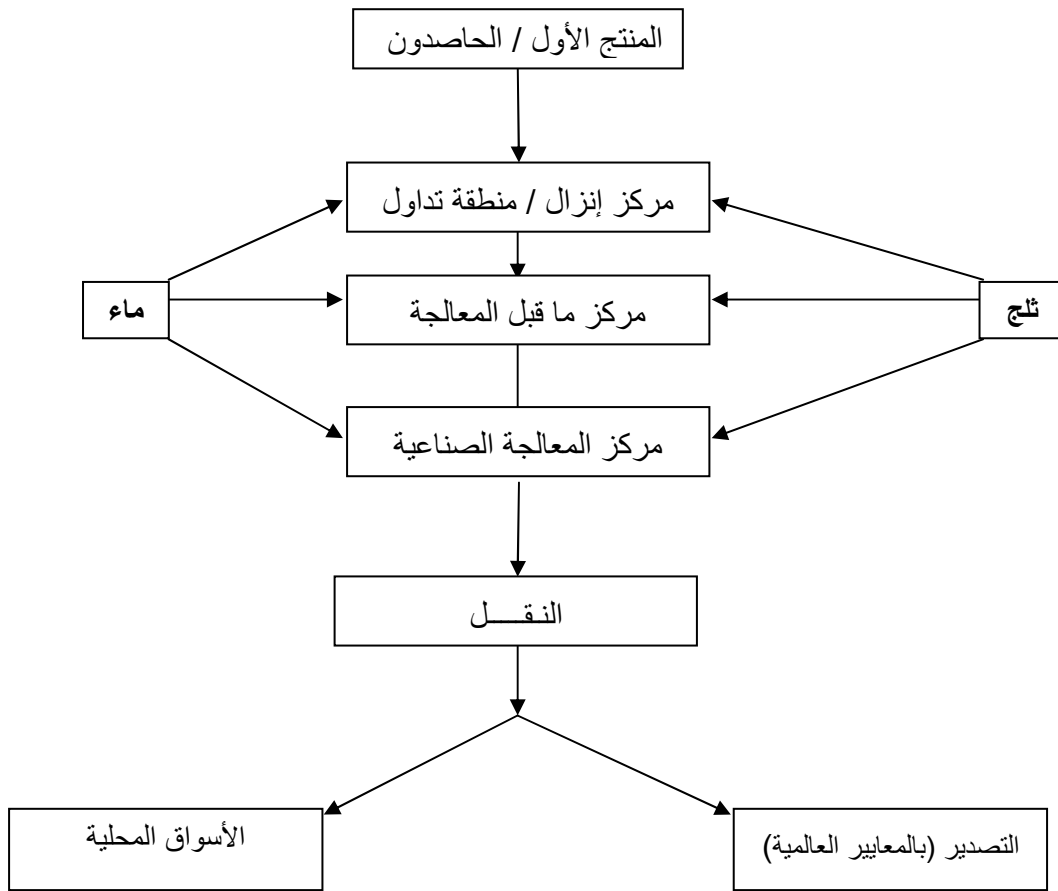 المنتج الأول / الحاصدون
مركز إنزال / منطقة تداول
ثلج
مركز ما قبل المعالجة
ماء
مركز المعالجة الصناعية
النقـــــل
التصدير (بالمعايير العالمية)
الأسواق المحلية